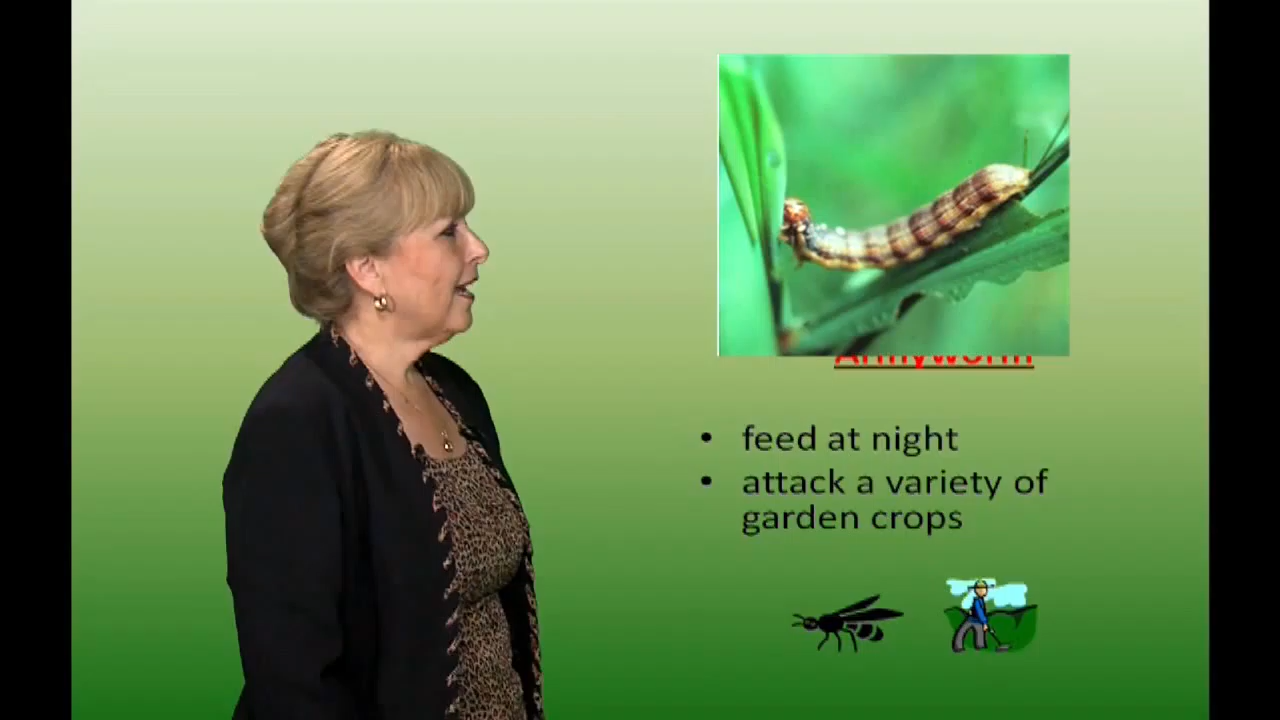 Armyworm
• feed at night
• attack a variety of
garden crops